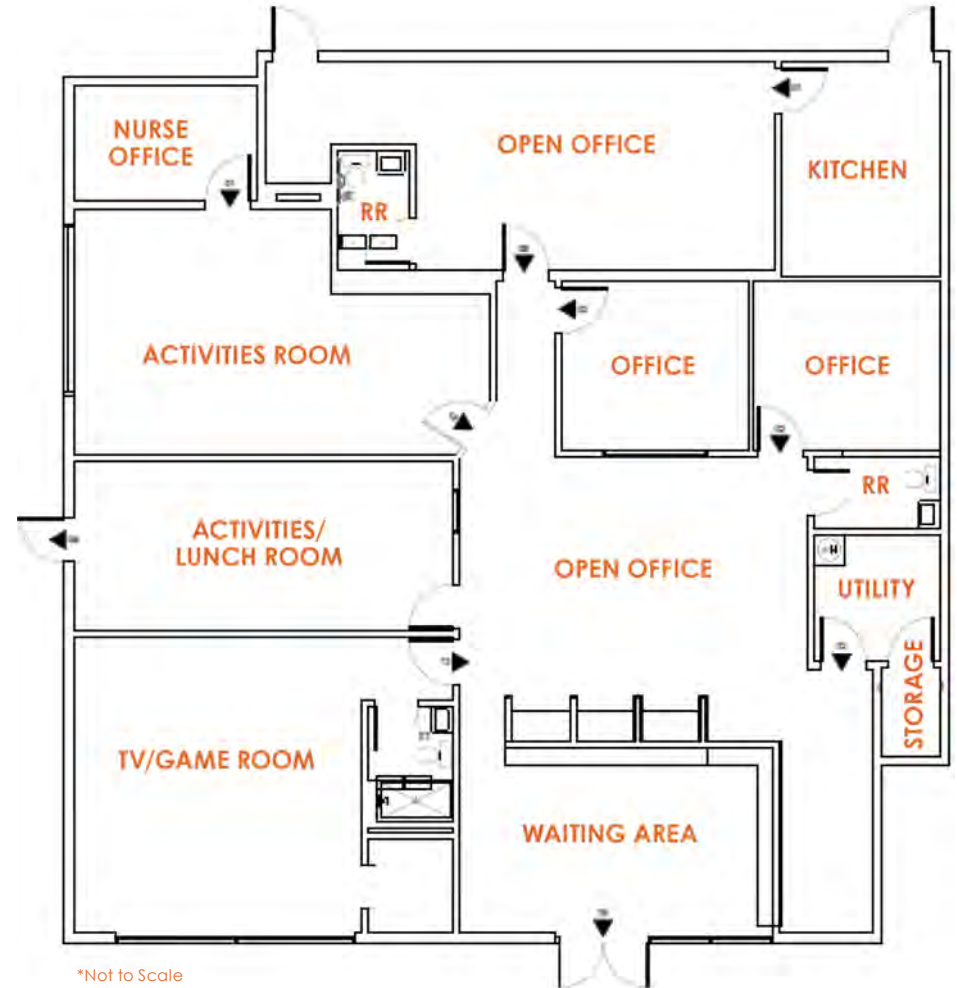 NURSE
OFFICE
OPEN OFFICE
KITCHEN
RR
ACTIVITIES ROOM
OFFICE
OFFICE
RR
ACTIVITIES/
LUNCH ROOM
OPEN OFFICE
UTILITY
STORAGE
TV/GAME ROOM
WAITING AREA
*Not to Scale